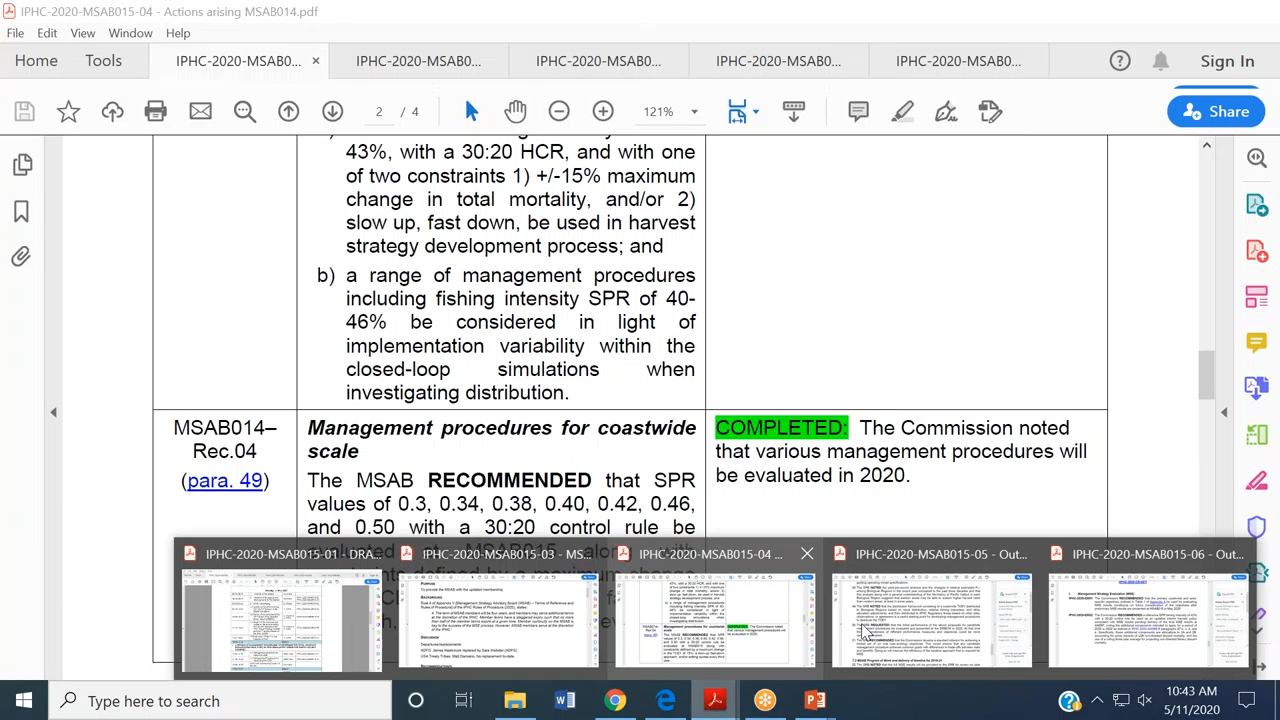 IPHC-2020-MSAB015-04 - Actions arising MSAB014.pdf
File Edit View Window Help
Home Tools IPHC-2020-MSAB0... × IPHC-2020-MSAB0... IPHC-2020-MSAB0... IPHC-2020-MSAB0... IPHC-2020-MSAB0... Sign In
2 / 4 121% Share
43%, with a 30:20 HCR, and with one
of two constraints 1) +/-15% maximum
change in total mortality, and/or 2)
slow up, fast down, be used in harvest
strategy development process; and
b) a range of management procedures
including fishing intensity SPR of 40-
46% be considered in light of
implementation variability within the
closed-loop simulations when
investigating distribution.
MSAB014–
Rec.04
(para. 49)
Management procedures for coastwide
scale
The MSAB RECOMMENDED that SPR
values of 0.3, 0.34, 0.38, 0.40, 0.42, 0.46,
and 0.50 with a 30:20 control rule be
COMPLETED: The Commission noted
that various management procedures will
be evaluated in 2020.
IPHC-2020-MSAB015-01 - DRA... IPHC-2020-MSAB015-03 - MS... IPHC-2020-MSAB015-04 ... IPHC-2020-MSAB015-05 - Out... IPHC-2020-MSAB015-06 - Out...
Type here to search
10:43 AM
5/11/2020